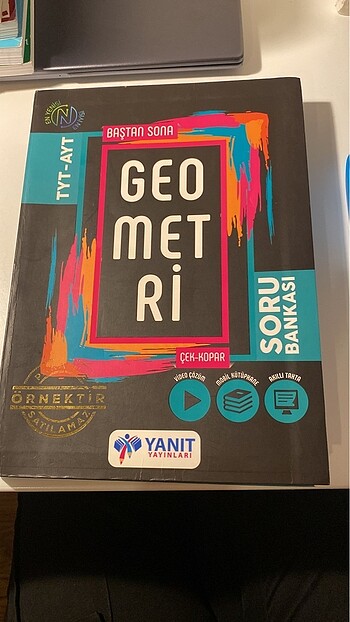 EN YENİSİ
TYT-AYT
BAŞTAN SONA
GEO
MET
Rİ
SORU
BANKASI
ÇEK-KOPAR
VİDEO ÇÖZÜM
MOBİL KÜTÜPHANE
AKILLI TAHTA
ÖRNEKTİR
SATILAMAZ
YANIT
YAYINLARI